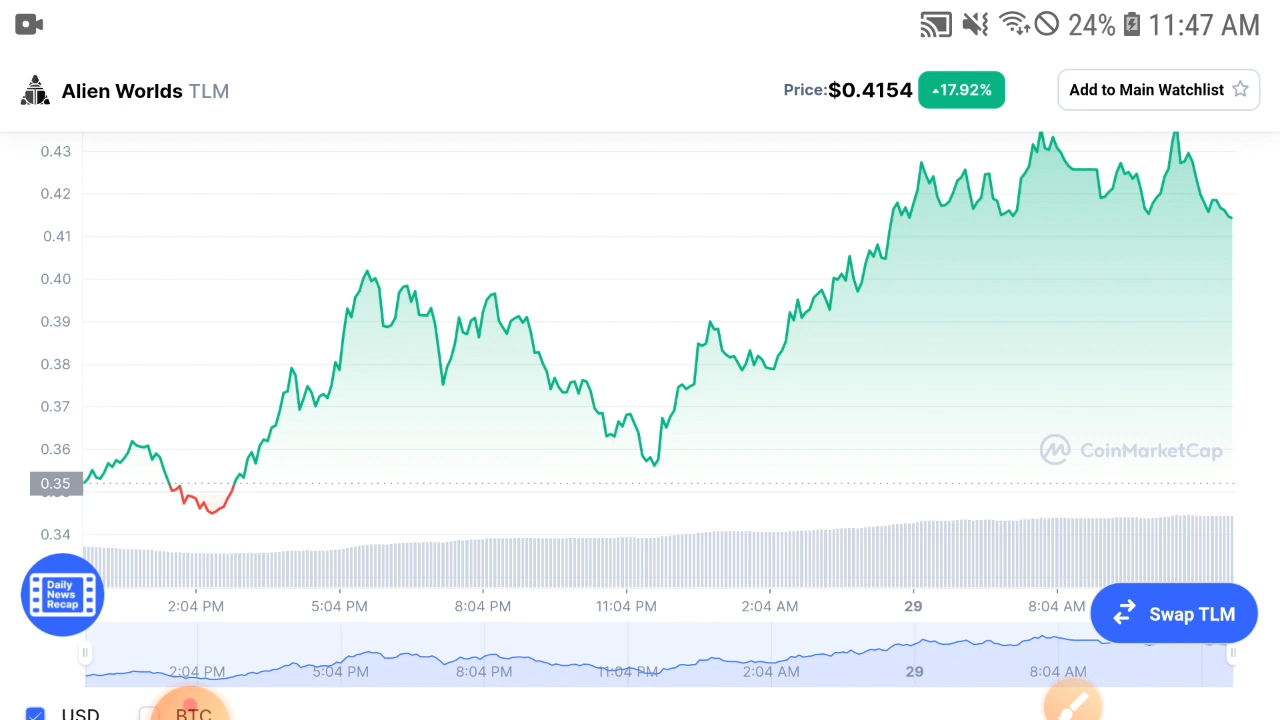 24% 11:47 AM
Alien Worlds TLM
Price: $0.4154 17.92%
Add to Main Watchlist
0.43
0.42
0.41
0.40
0.39
0.38
0.37
0.36
0.35
0.34
CoinMarketCap
Daily
News
Recap
2:04 PM 5:04 PM 8:04 PM 11:04 PM 2:04 AM 29 8:04 AM
Swap TLM
2:04 PM 5:04 PM 8:04 PM 11:04 PM 2:04 AM 29 8:04 AM
USD BTC